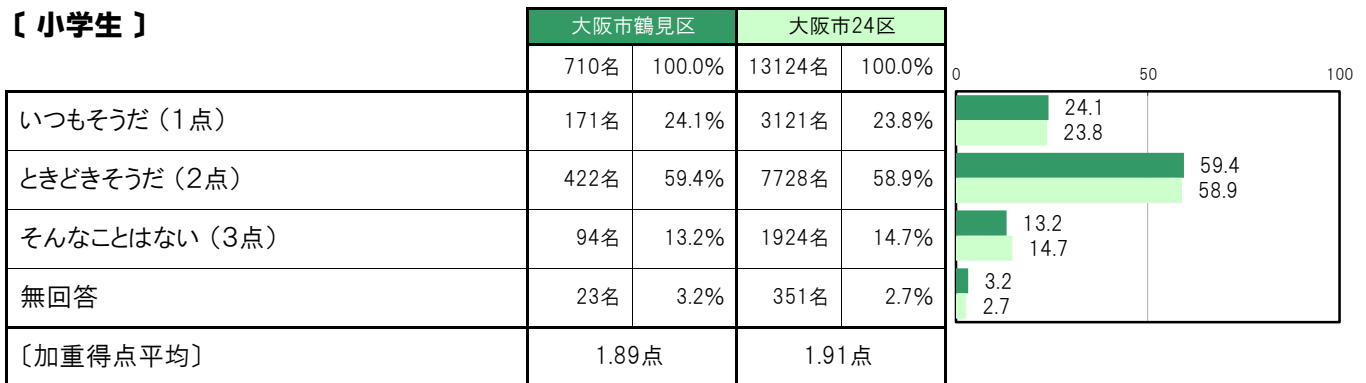 〔 小学生 〕
大阪市鶴見区 大阪市24区
710名 100.0% 13124名 100.0%
0 50 100
いつもそうだ（1点） 171名 24.1% 3121名 23.8%
24.1
23.8
ときどきそうだ（2点） 422名 59.4% 7728名 58.9%
59.4
58.9
そんなことはない（3点） 94名 13.2% 1924名 14.7%
13.2
14.7
無回答 23名 3.2% 351名 2.7%
3.2
2.7
〔加重得点平均〕 1.89点 1.91点